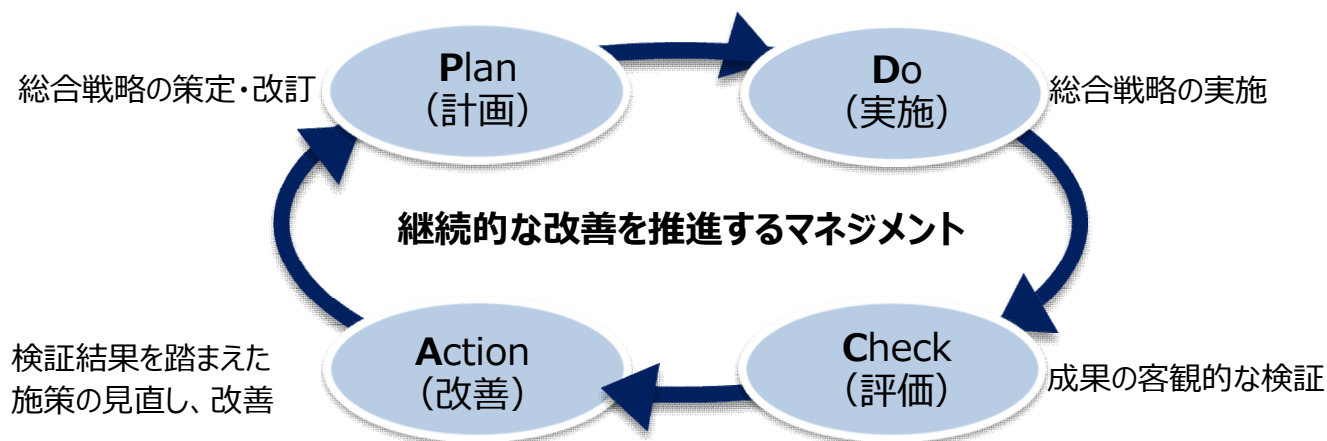 総合戦略の策定・改訂
Plan
（計画）
Do
（実施）
総合戦略の実施
継続的な改善を推進するマネジメント
検証結果を踏まえた
施策の見直し、改善
Action
（改善）
Check
（評価）
成果の客観的な検証